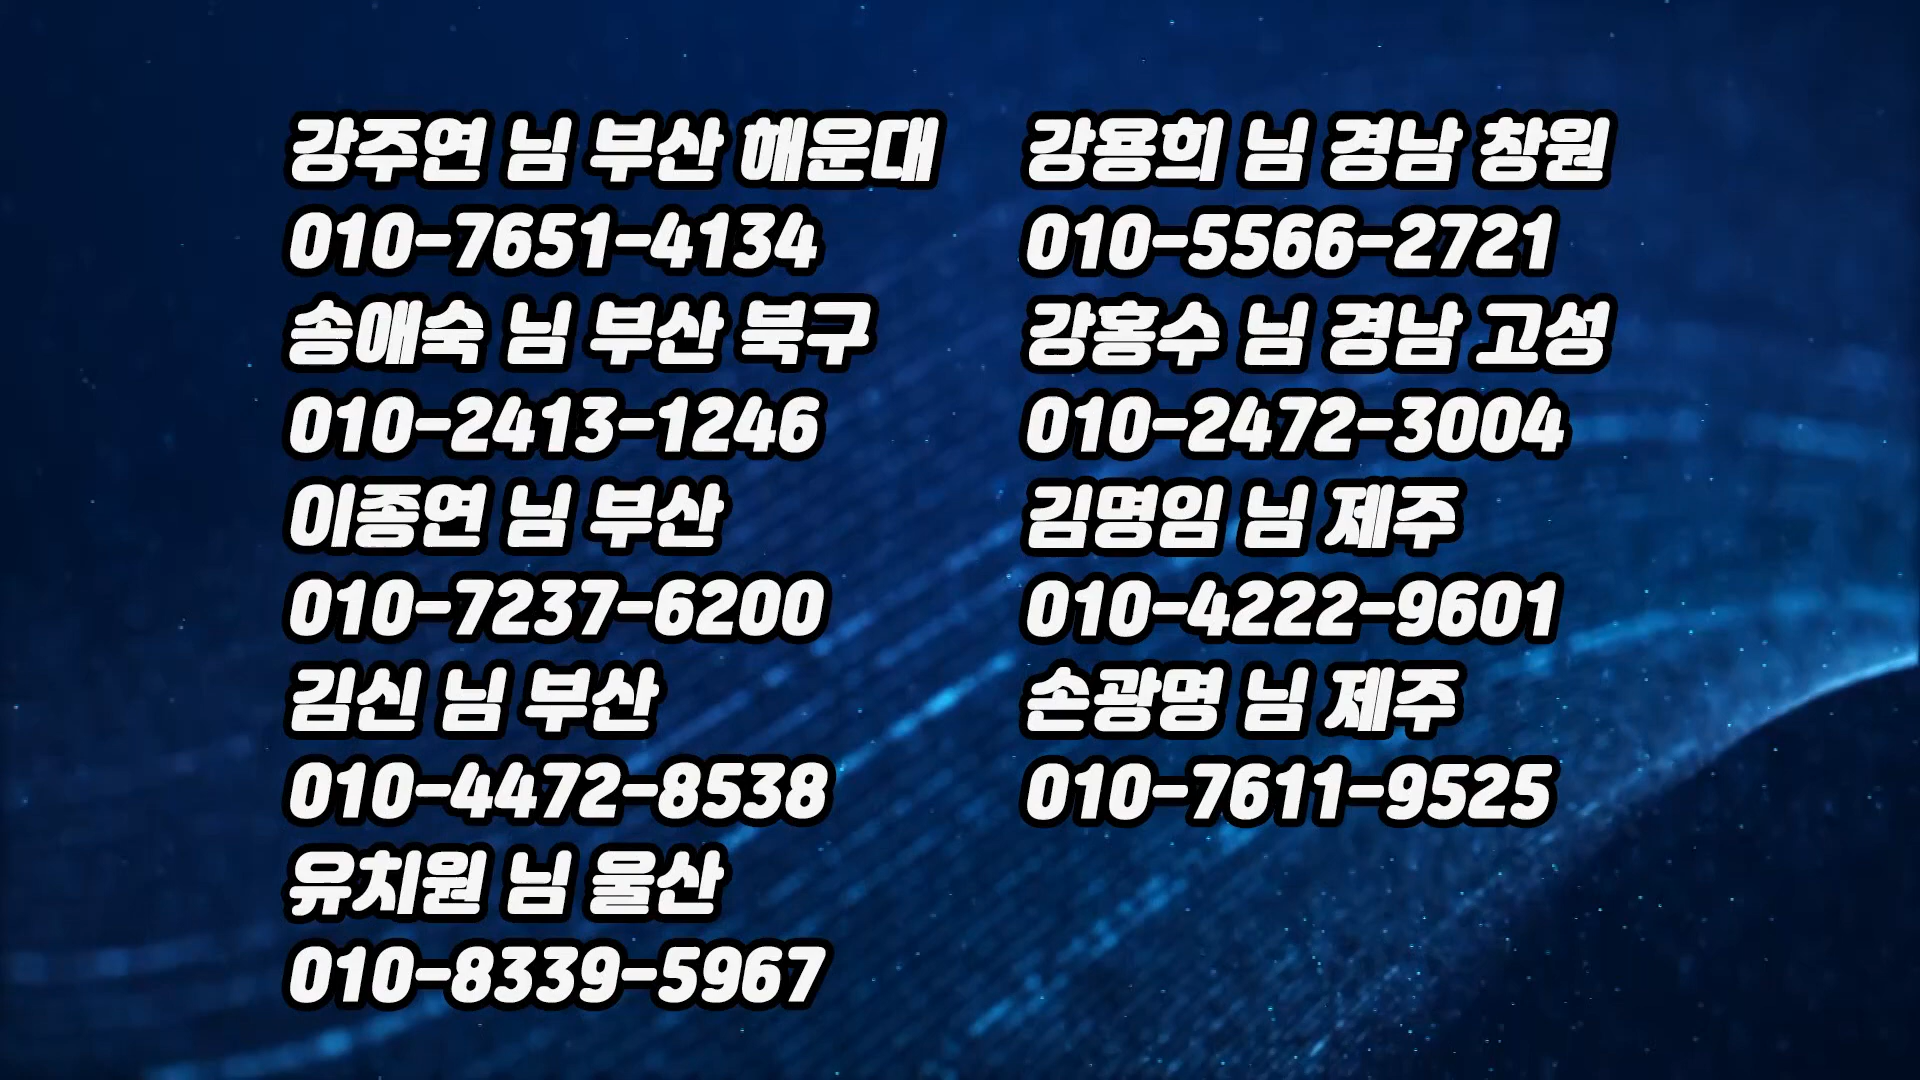 강주연 님 부산 해운대
010-7651-4134
송애숙 님 부산 북구
010-2413-1246
이종연 님 부산
010-7237-6200
김신 님 부산
010-4472-8538
유치원 님 울산
010-8339-5967
강용희 님 경남 창원
010-5566-2721
강홍수 님 경남 고성
010-2472-3004
김명임 님 제주
010-4222-9601
손광명 님 제주
010-7611-9525